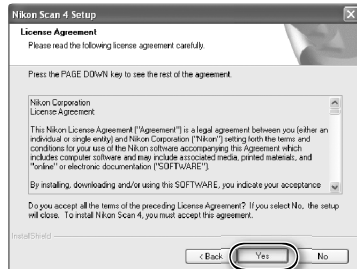 Nikon Scan 4 Setup
License Agreement
Please read the following license agreement carefully.
Press the PAGE DOWN key to see the rest of the agreement.
Nikon Corporation
License Agreement
This Nikon License Agreement ("Agreement") is a legal agreement between you (either an
individual or single entity) and Nikon Corporation ("Nikon") setting forth the terms and
conditions for your use of the Nikon software accompanying this Agreement which
includes computer software and may include associated media, printed materials, and
"online" or electronic documentation ("SOFTWARE").
By installing, downloading and/or using this SOFTWARE, you indicate your acceptance
Do you accept all the terms of the preceding License Agreement? If you select No, the setup
will close. To install Nikon Scan 4, you must accept this agreement.
InstallShield
< Back Yes No